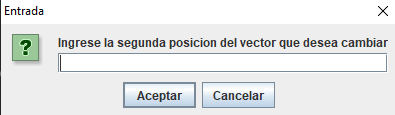 Entrada
Ingrese la segunda posicion del vector que desea cambiar
Aceptar
Cancelar